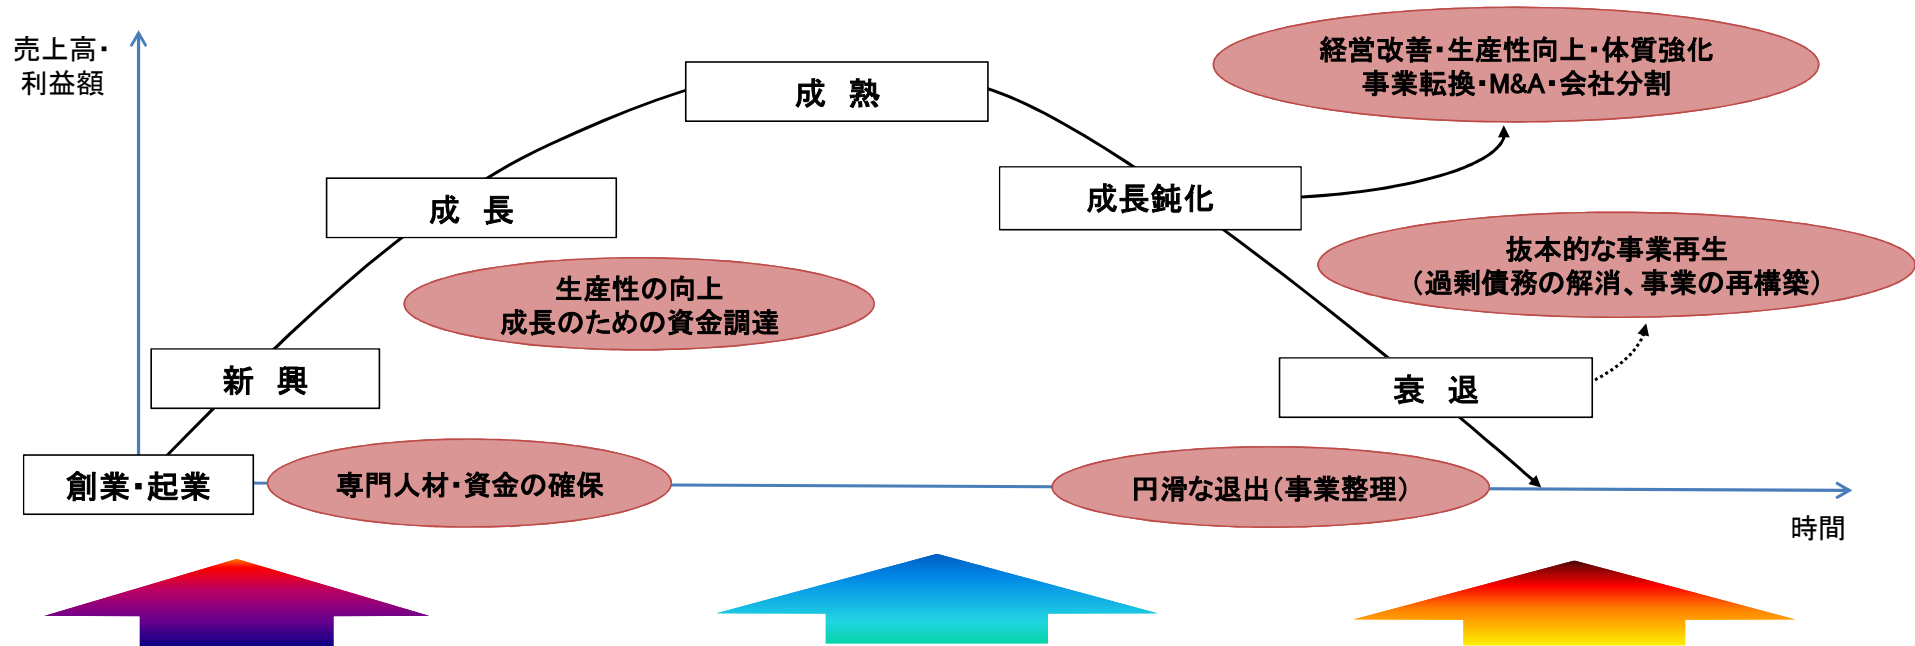 売上高・
利益額
経営改善・生産性向上・体質強化
事業転換・M&A・会社分割
成 熟
成 長
成長鈍化
抜本的な事業再生
（過剰債務の解消、事業の再構築）
生産性の向上
成長のための資金調達
新 興
衰 退
創業・起業
専門人材・資金の確保
円滑な退出（事業整理）
時間